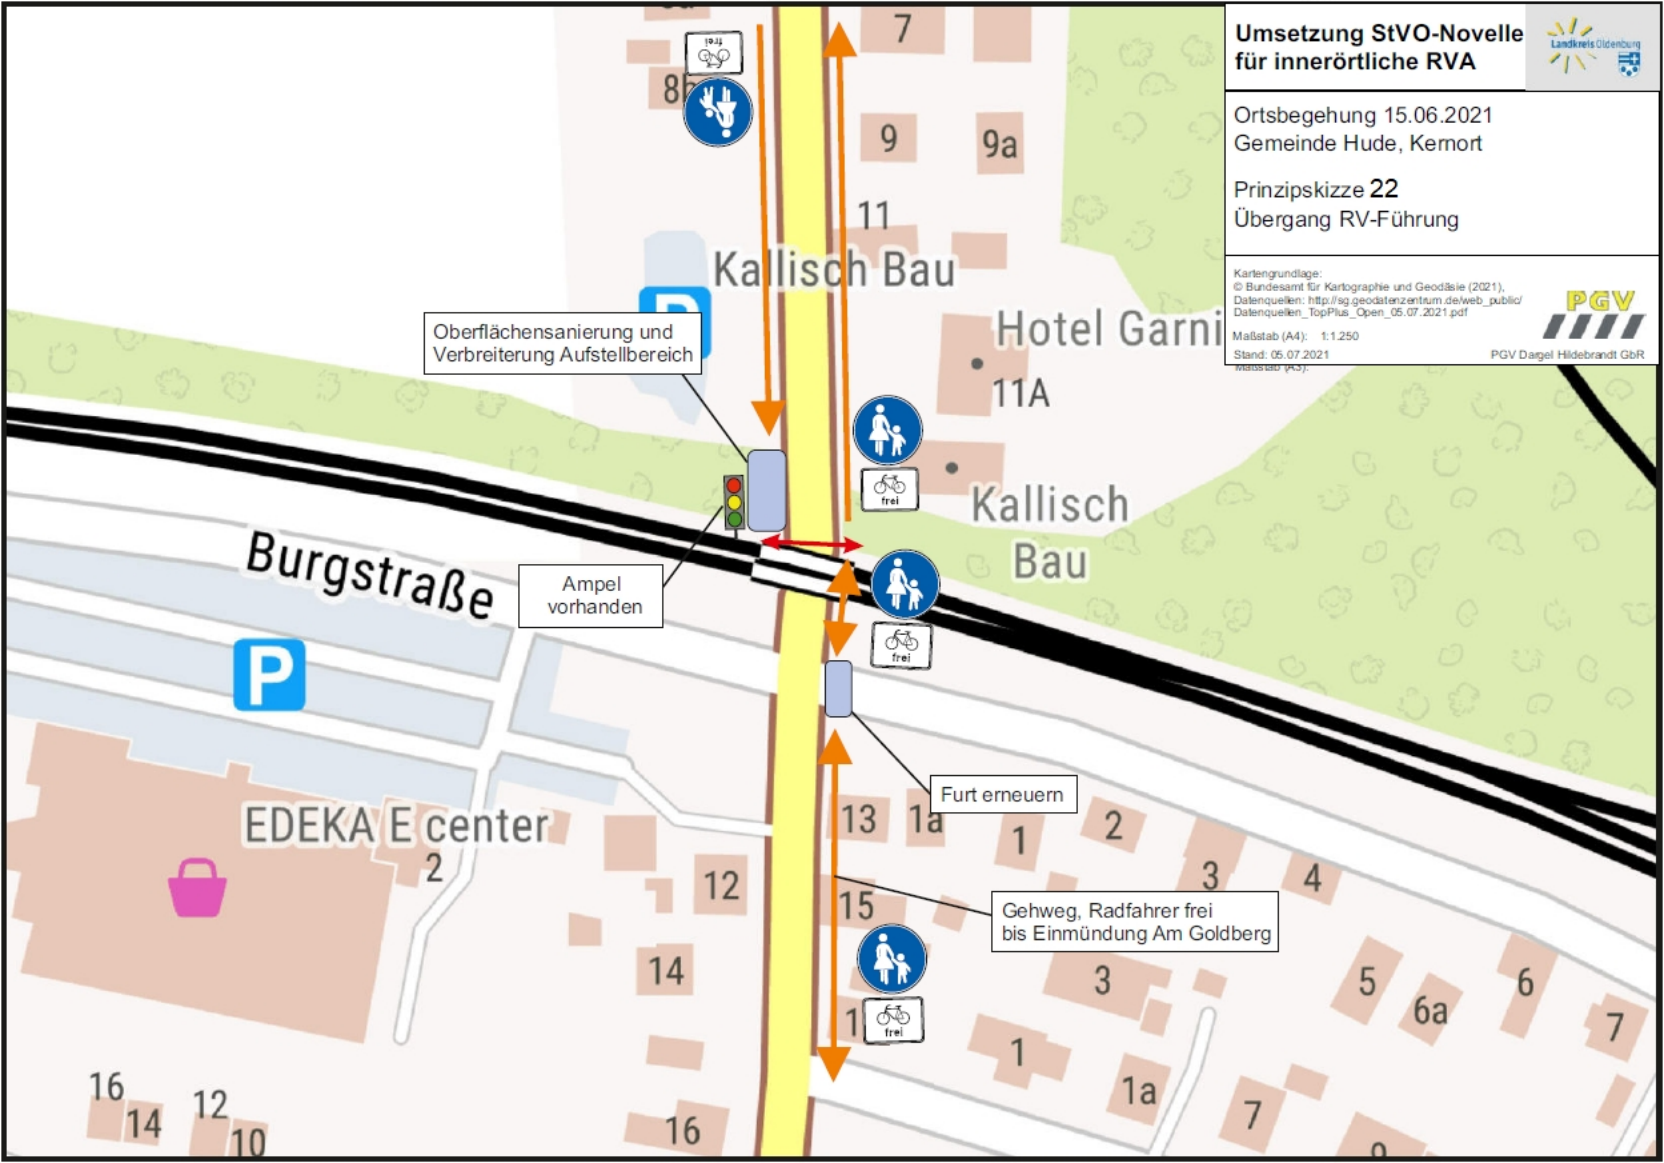 Umsetzung StVO-Novelle
für innerörtliche RVA
Landkreis Oldenburg
Ortsbegehung 15.06.2021
Gemeinde Hude, Kernort
Prinzipskizze 22
Übergang RV-Führung
Kartengrundlage:
© Bundesamt für Kartographie und Geodäsie (2021),
Datenquellen: http://sg.geodatenzentrum.de/web_public/
Datenquellen_TopPlus_Open_05.07.2021.pdf
Maßstab (A4): 1:1.250
Stand: 05.07.2021
Maßstab (A3):
PGV
PGV Dargel Hildebrandt GbR
frei
7
9
9a
11
Kallisch Bau
P
Oberflächensanierung und
Verbreiterung Aufstellbereich
Hotel Garni
11A
frei
Kallisch
Bau
Burgstraße
Ampel
vorhanden
frei
P
Furt erneuern
EDEKA E center
2
13
1a
1
2
3
4
12
15
Gehweg, Radfahrer frei
bis Einmündung Am Goldberg
14
3
5
6a
6
7
frei
1
1a
7
16
14
12
10
16